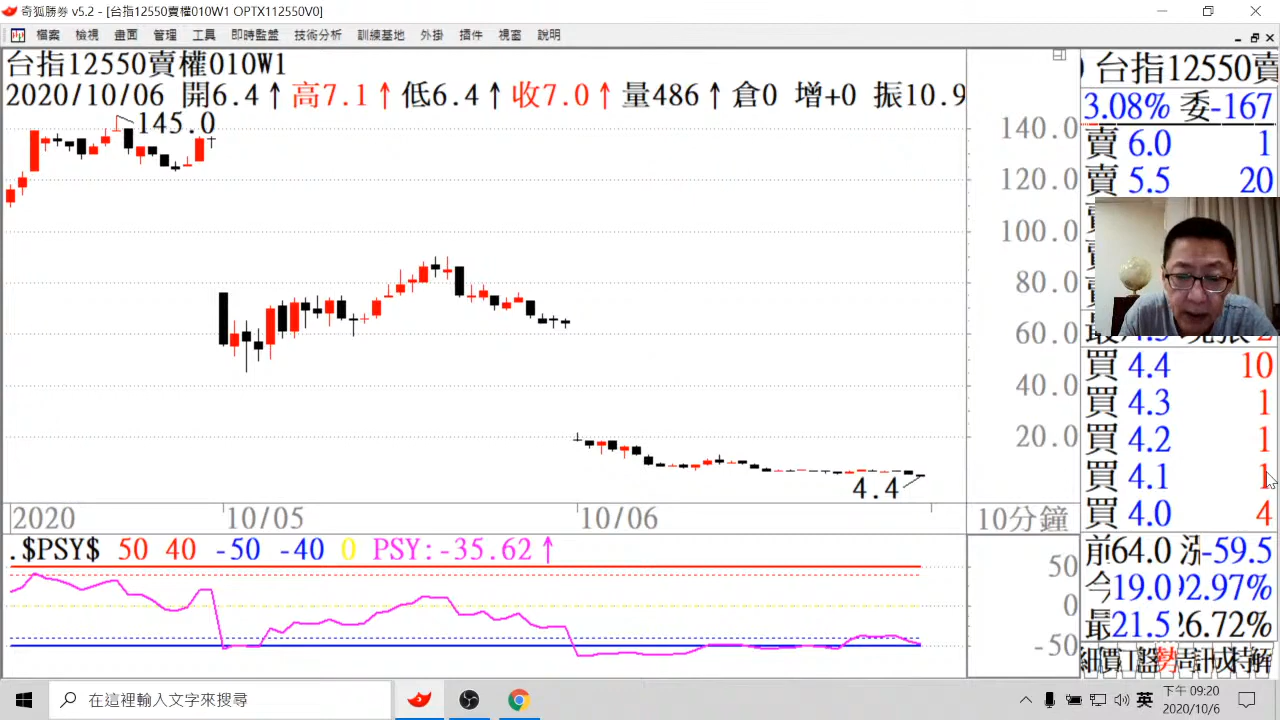 奇狐勝券 v5.2 - [台指12550賣權010W1 OPTX112550V0]
檔案 檢視 畫面 管理 工具 即時監盤 技術分析 訓練基地 外掛 插件 視窗 說明
台指12550賣權010W1
2020/10/06 開6.4↑ 高7.1↑ 低6.4↑ 收7.0↑ 量486↑ 倉0 增+0 振10.9
145.0
4.4
140.0
120.0
100.0
80.0
60.0
40.0
20.0
2020 10/05 10/06 10分鐘
.$PSY$ 50 40 -50 -40 0 PSY:-35.62↑
50
0
-50
台指12550賣
3.08% 委-167
賣 6.0 1
賣 5.5 20
買 4.4 10
買 4.3 1
買 4.2 1
買 4.1 1
買 4.0 4
前64.0 漲-59.5
今19.0 92.97%
最21.5 26.72%
在這裡輸入文字來搜尋
英
下午 09:20
2020/10/6